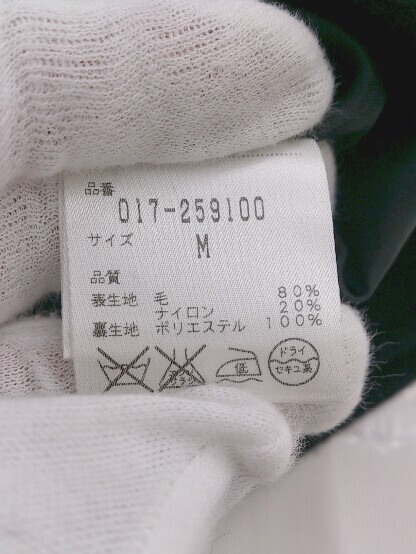 品番
017-259100
サイズ
M
品質
表生地 毛 80%
ナイロン 20%
裏生地 ポリエステル 100%
低
ドライ
セキユ系